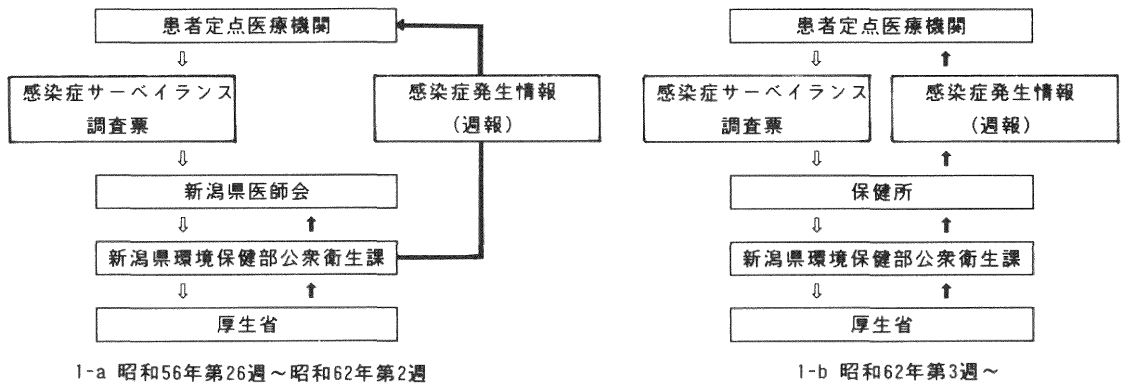 患者定点医療機関
⇩
感染症サーベイランス
調査票
感染症発生情報
(週報)
⇩
新潟県医師会
⇩ ⬆
新潟県環境保健部公衆衛生課
⇩ ⬆
厚生省
1-a 昭和56年第26週～昭和62年第2週
患者定点医療機関
⇩ ⬆
感染症サーベイランス
調査票
感染症発生情報
(週報)
⇩ ⬆
保健所
⇩ ⬆
新潟県環境保健部公衆衛生課
⇩ ⬆
厚生省
1-b 昭和62年第3週～